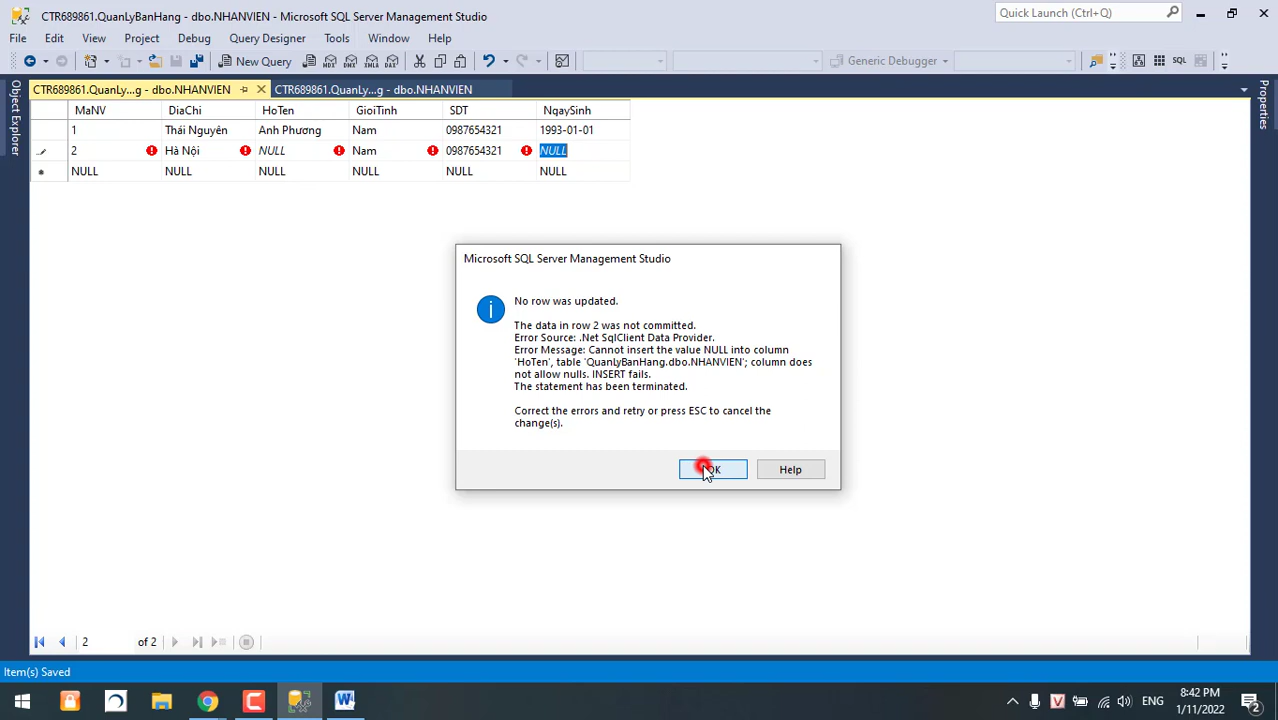 CTR689861.QuanLyBanHang - dbo.NHANVIEN - Microsoft SQL Server Management Studio
Quick Launch (Ctrl+Q)
File Edit View Project Debug Query Designer Tools Window Help
New Query
Generic Debugger
CTR689861.QuanLy...g - dbo.NHANVIEN
CTR689861.QuanLy...g - dbo.NHANVIEN
Object Explorer
Properties
MaNV DiaChi HoTen GioiTinh SDT NgaySinh
1 Thái Nguyên Anh Phương Nam 0987654321 1993-01-01
2 Hà Nội NULL Nam 0987654321 NULL
NULL NULL NULL NULL NULL NULL
Microsoft SQL Server Management Studio
No row was updated.
The data in row 2 was not committed.
Error Source: .Net SqlClient Data Provider.
Error Message: Cannot insert the value NULL into column
'HoTen', table 'QuanLyBanHang.dbo.NHANVIEN'; column does
not allow nulls. INSERT fails.
The statement has been terminated.
Correct the errors and retry or press ESC to cancel the
change(s).
OK Help
2 of 2
Item(s) Saved
ENG
8:42 PM
1/11/2022
2